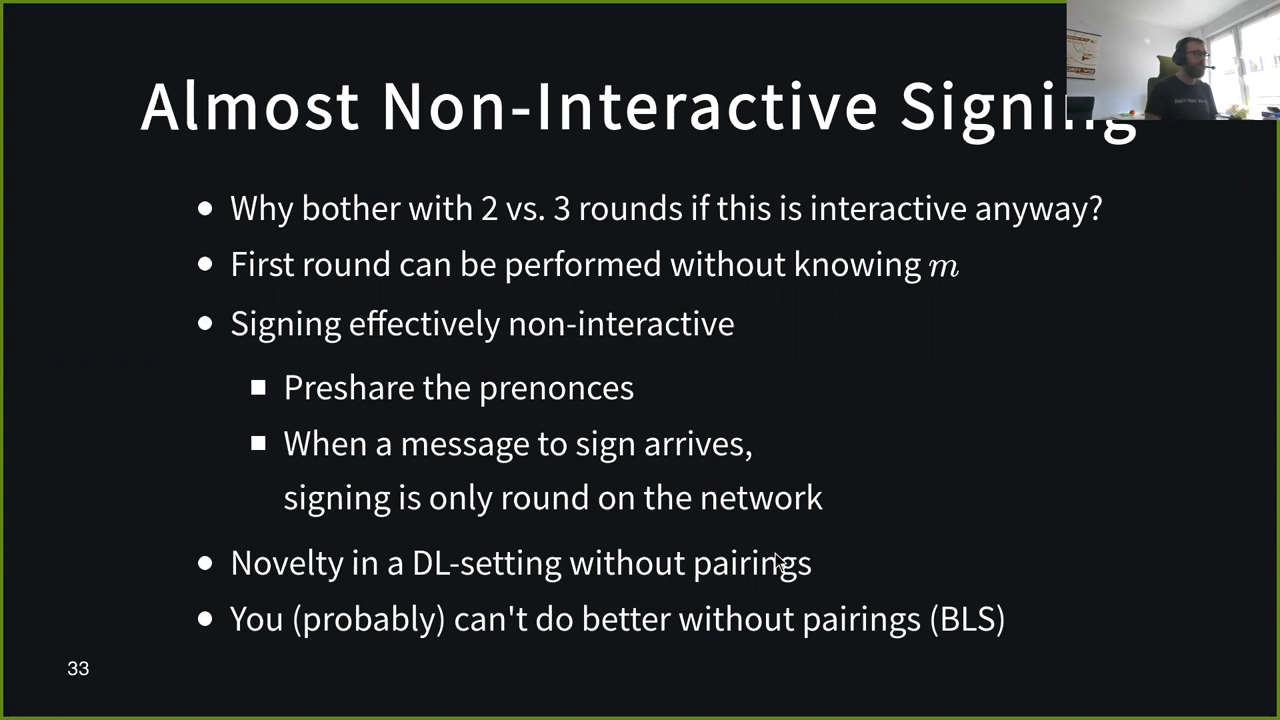 Almost Non-Interactive Signing
Why bother with 2 vs. 3 rounds if this is interactive anyway?
First round can be performed without knowing m
Signing effectively non-interactive
Preshare the prenonces
When a message to sign arrives,
signing is only round on the network
Novelty in a DL-setting without pairings
You (probably) can't do better without pairings (BLS)
33